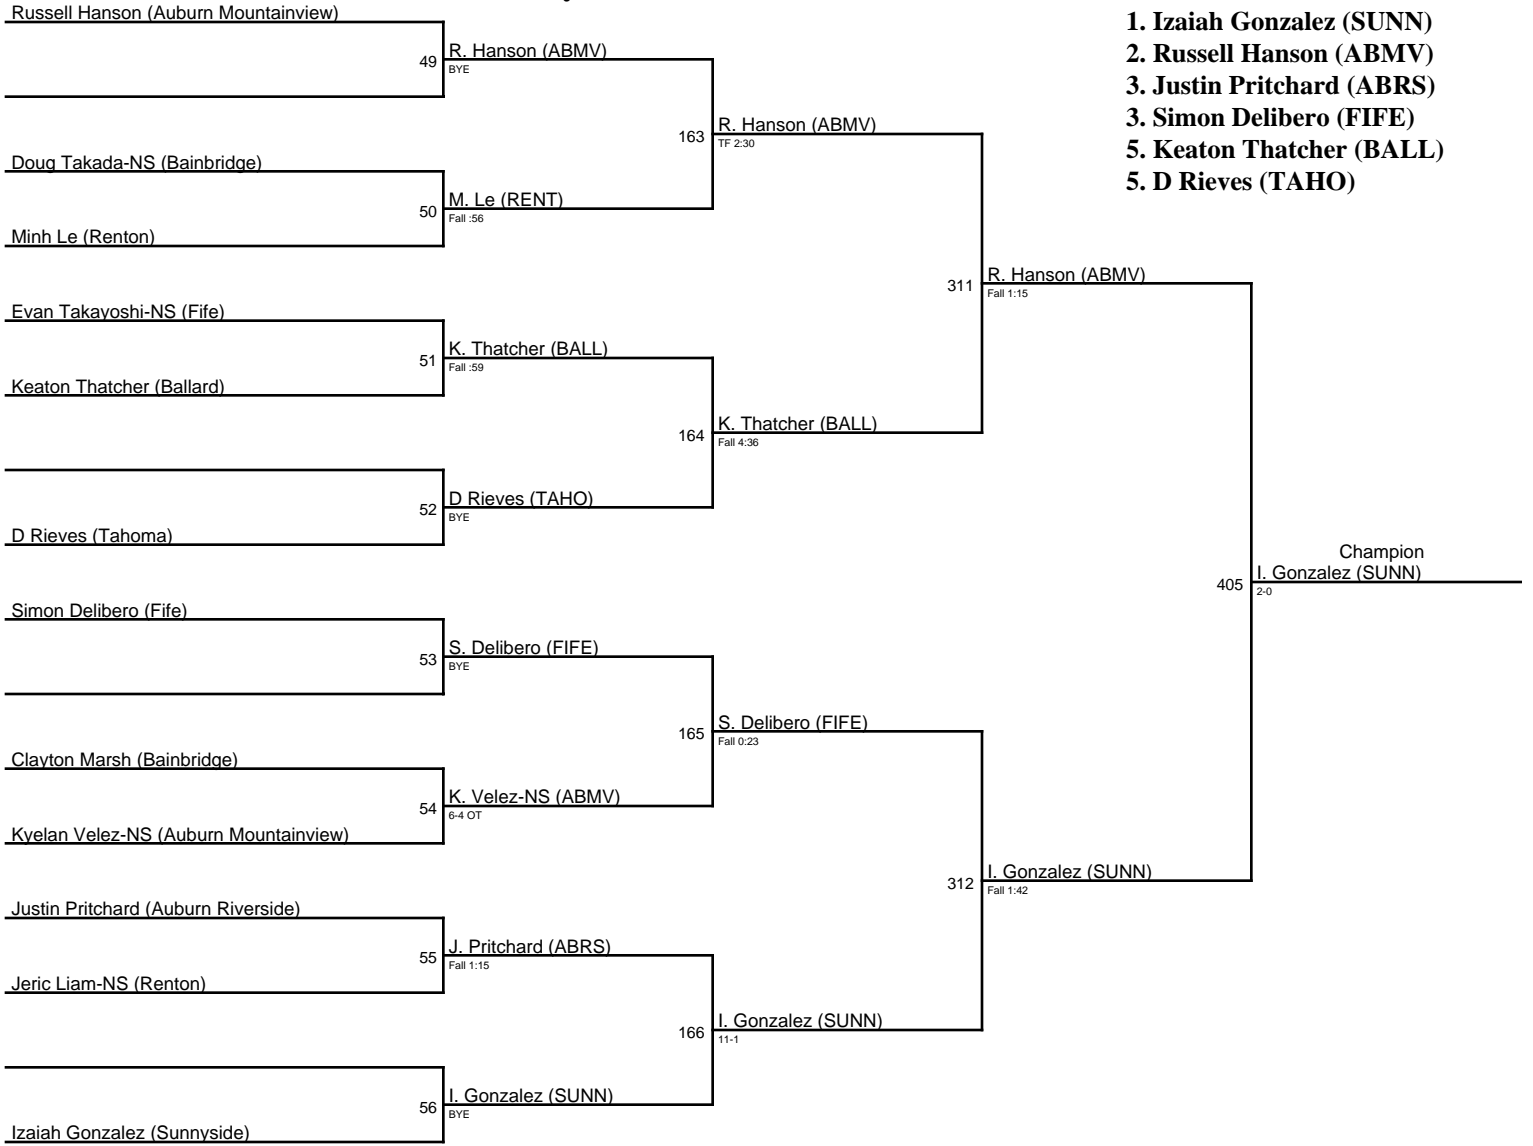 Russell Hanson (Auburn Mountainview)
49
R. Hanson (ABMV)
BYE
163
R. Hanson (ABMV)
TF 2:30
Doug Takada-NS (Bainbridge)
50
M. Le (RENT)
Fall :56
Minh Le (Renton)
311
R. Hanson (ABMV)
Fall 1:15
Evan Takayoshi-NS (Fife)
51
K. Thatcher (BALL)
Fall :59
Keaton Thatcher (Ballard)
164
K. Thatcher (BALL)
Fall 4:36
52
D Rieves (TAHO)
BYE
D Rieves (Tahoma)
405
Champion
I. Gonzalez (SUNN)
2-0
Simon Delibero (Fife)
53
S. Delibero (FIFE)
BYE
165
S. Delibero (FIFE)
Fall 0:23
Clayton Marsh (Bainbridge)
54
K. Velez-NS (ABMV)
6-4 OT
Kyelan Velez-NS (Auburn Mountainview)
312
I. Gonzalez (SUNN)
Fall 1:42
Justin Pritchard (Auburn Riverside)
55
J. Pritchard (ABRS)
Fall 1:15
Jeric Liam-NS (Renton)
166
I. Gonzalez (SUNN)
11-1
56
I. Gonzalez (SUNN)
BYE
Izaiah Gonzalez (Sunnyside)
1. Izaiah Gonzalez (SUNN)
2. Russell Hanson (ABMV)
3. Justin Pritchard (ABRS)
3. Simon Delibero (FIFE)
5. Keaton Thatcher (BALL)
5. D Rieves (TAHO)